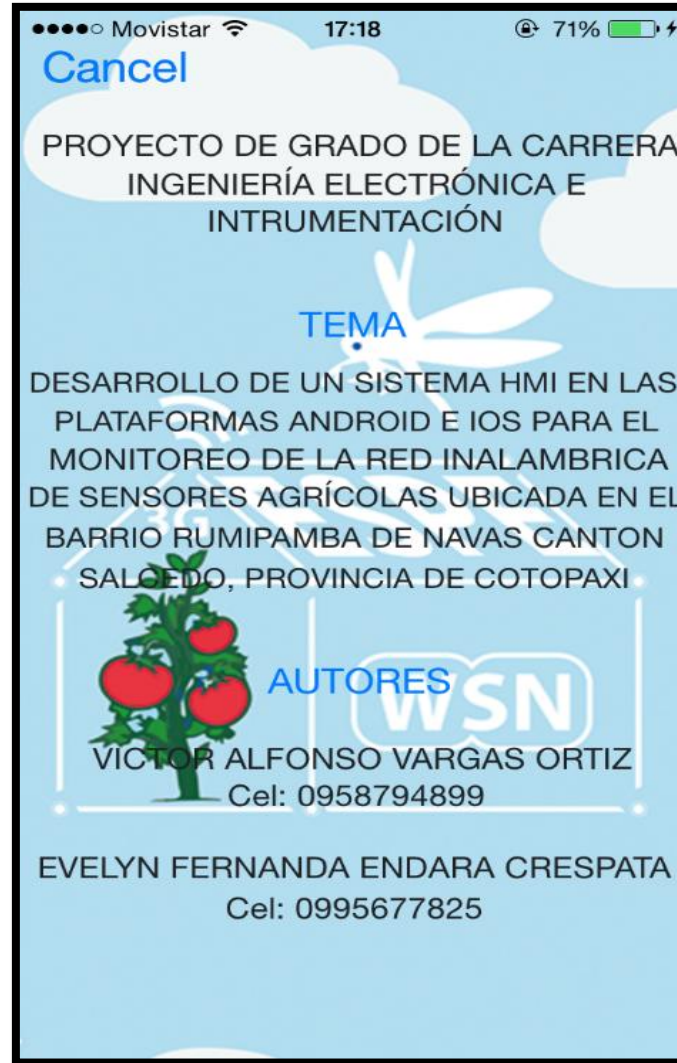 Movistar 17:18 71%
Cancel
PROYECTO DE GRADO DE LA CARRERA
INGENIERÍA ELECTRÓNICA E
INTRUMENTACIÓN
TEMA
DESARROLLO DE UN SISTEMA HMI EN LAS
PLATAFORMAS ANDROID E IOS PARA EL
MONITOREO DE LA RED INALAMBRICA
DE SENSORES AGRÍCOLAS UBICADA EN EL
3G
BARRIO RUMIPAMBA DE NAVAS CANTON
SALCEDO, PROVINCIA DE COTOPAXI
AUTORES
WSN
VICTOR ALFONSO VARGAS ORTIZ
Cel: 0958794899
EVELYN FERNANDA ENDARA CRESPATA
Cel: 0995677825